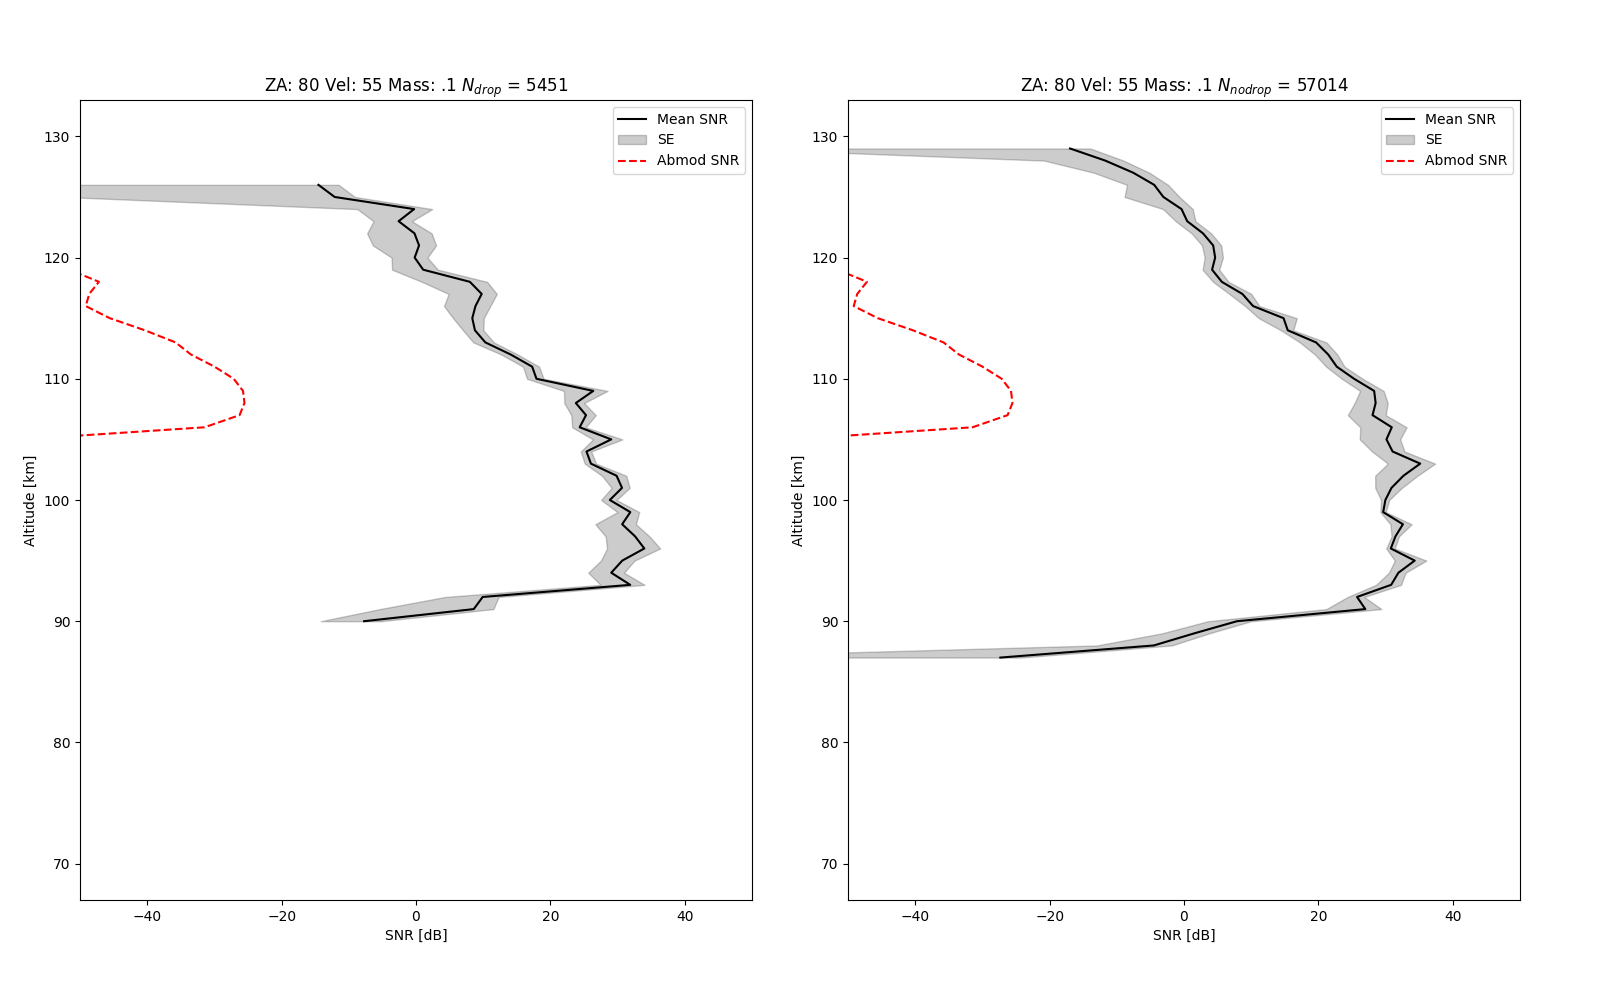 ZA: 80 Vel: 55 Mass: .1 N_drop = 5451
Mean SNR
SE
Abmod SNR
130
120
110
100
90
80
70
Altitude [km]
−40 −20 0 20 40
SNR [dB]
ZA: 80 Vel: 55 Mass: .1 N_nodrop = 57014
Mean SNR
SE
Abmod SNR
130
120
110
100
90
80
70
Altitude [km]
−40 −20 0 20 40
SNR [dB]